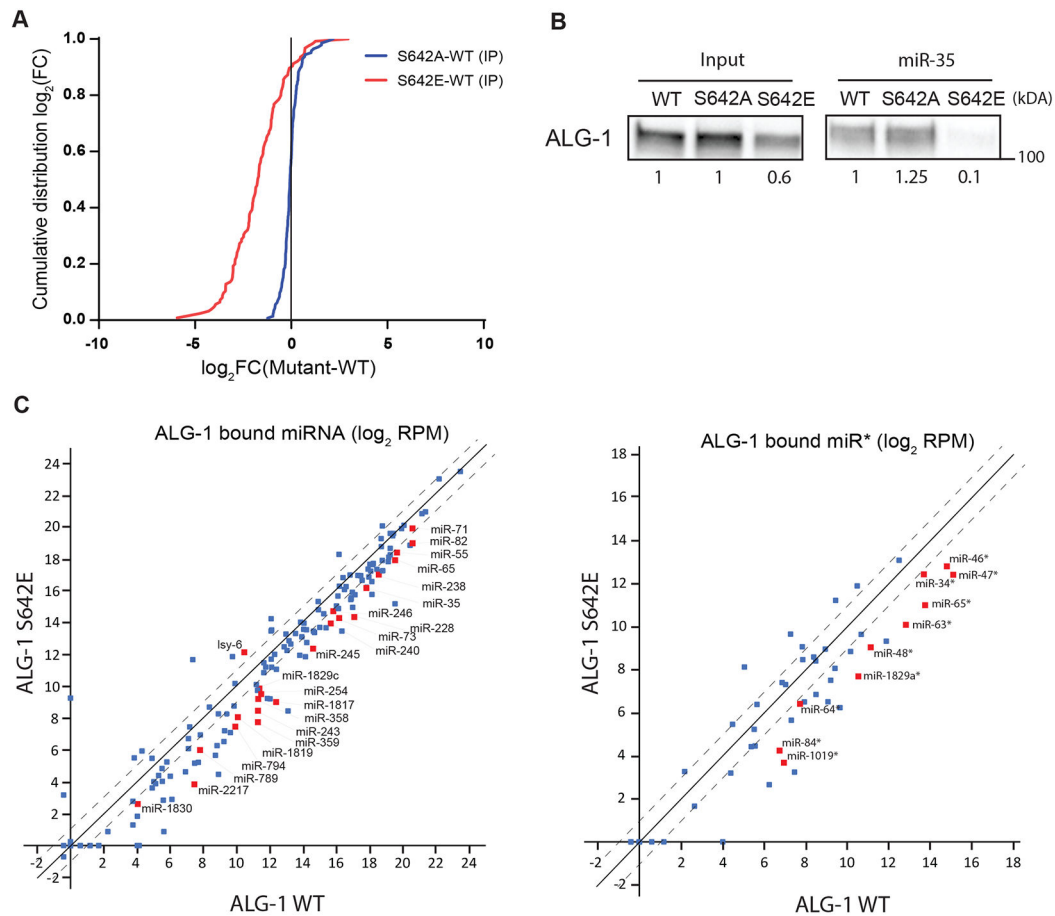 A
Cumulative distribution log2(FC)
1.0
0.8
0.6
0.4
0.2
0.0
-10
-5
0
5
10
log2FC(Mutant-WT)
S642A-WT (IP)
S642E-WT (IP)
B
Input
miR-35
WT S642A S642E
WT S642A S642E (kDA)
ALG-1
100
1 1 0.6
1 1.25 0.1
C
ALG-1 bound miRNA (log2 RPM)
ALG-1 S642E
24
22
20
18
16
14
12
10
8
6
4
2
-2
-2 0 2 4 6 8 10 12 14 16 18 20 22 24
ALG-1 WT
miR-71
miR-82
miR-55
miR-65
miR-238
miR-35
miR-246
miR-228
miR-73
miR-240
lsy-6
miR-245
miR-1829c
miR-254
miR-1817
miR-358
miR-243
miR-359
miR-1819
miR-794
miR-789
miR-2217
miR-1830
ALG-1 bound miR* (log2 RPM)
ALG-1 S642E
18
16
14
12
10
8
6
4
2
-2
-2 0 2 4 6 8 10 12 14 16 18
ALG-1 WT
miR-46*
miR-47*
miR-34*
miR-65*
miR-63*
miR-48*
miR-1829a*
miR-64*
miR-84*
miR-1019*